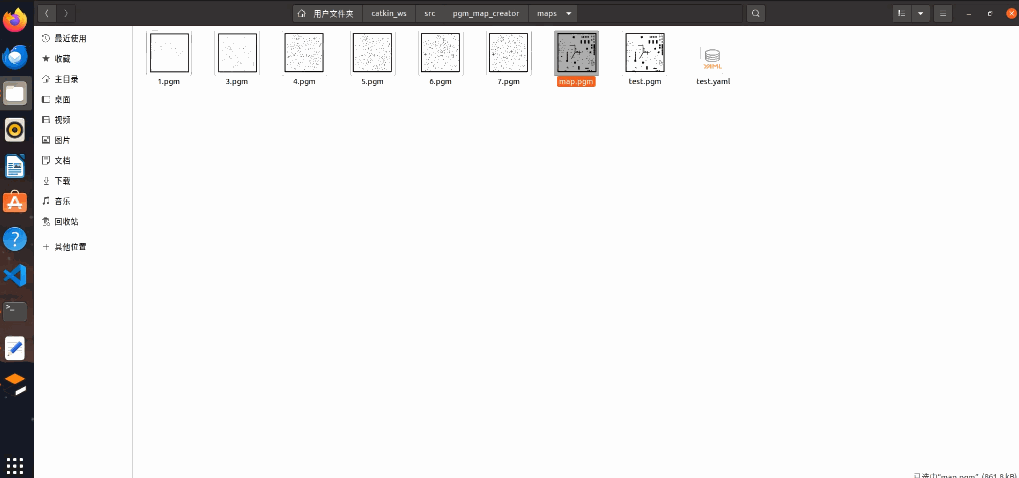 用户文件夹 catkin_ws src pgm_map_creator maps
最近使用
收藏
主目录
桌面
视频
图片
文档
下载
音乐
回收站
其他位置
1.pgm 3.pgm 4.pgm 5.pgm 6.pgm 7.pgm map.pgm test.pgm test.yaml
已选中"map.pgm" (861.8 kB)